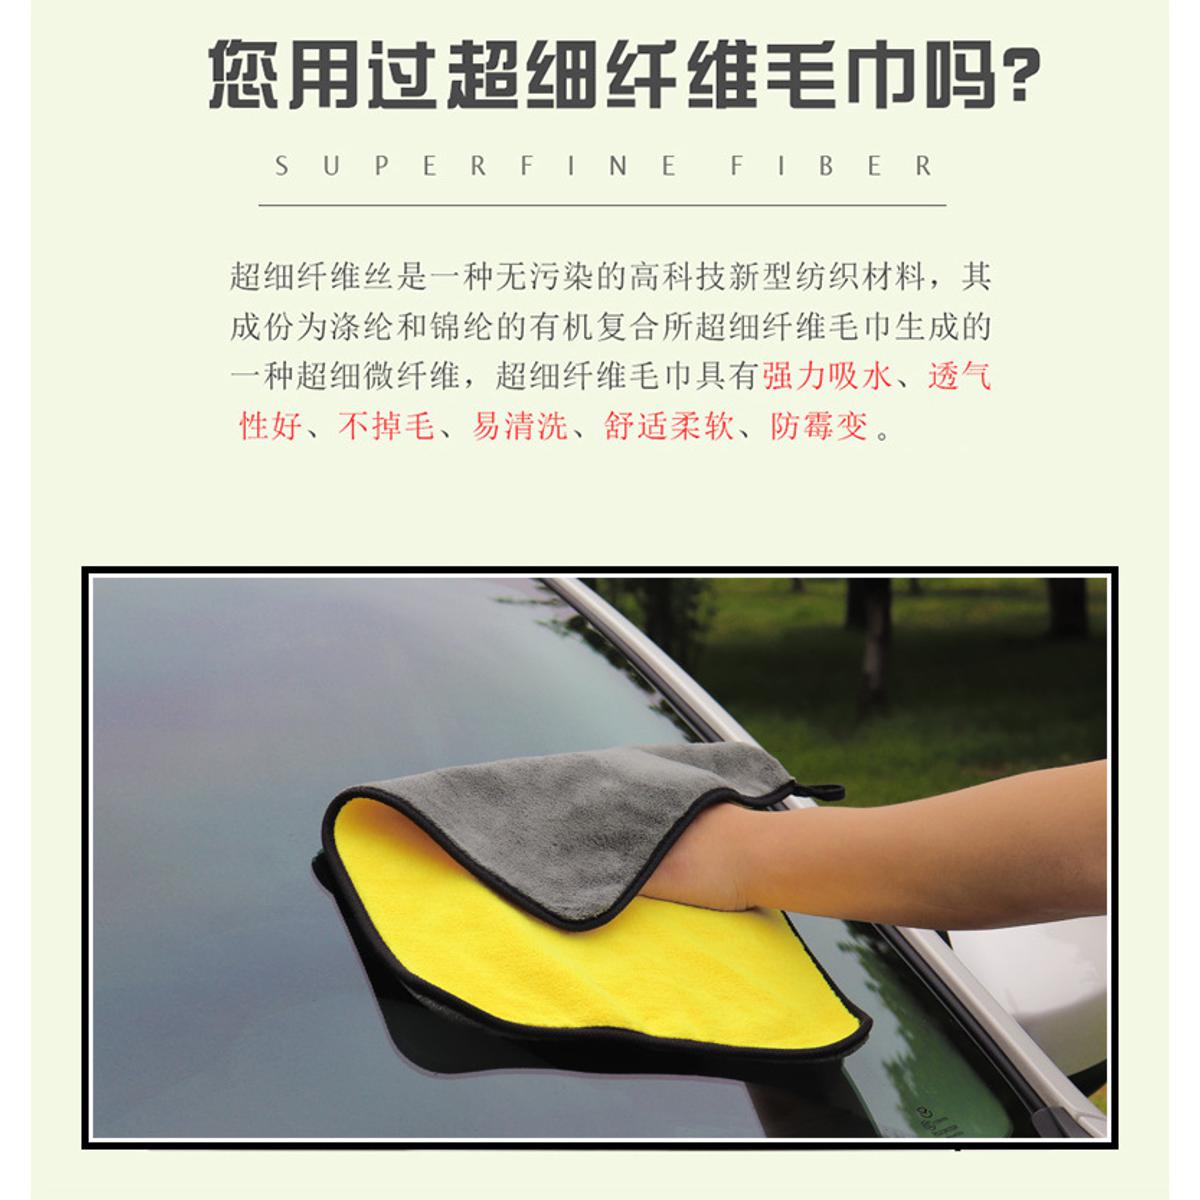 您用过超细纤维毛巾吗?
SUPERFINE FIBER
超细纤维丝是一种无污染的高科技新型纺织材料，其
成份为涤纶和锦纶的有机复合所超细纤维毛巾生成的
一种超细微纤维，超细纤维毛巾具有强力吸水、透气
性好、不掉毛、易清洗、舒适柔软、防霉变。